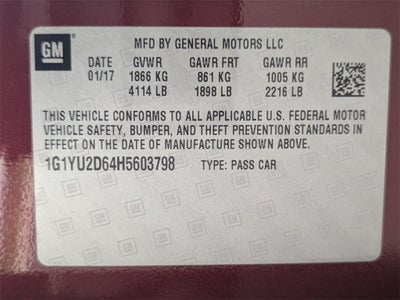 GM
MFD BY GENERAL MOTORS LLC
DATE GVWR GAWR FRT GAWR RR
01/17 1866 KG 861 KG 1005 KG
4114 LB 1898 LB 2216 LB
THIS VEHICLE CONFORMS TO ALL APPLICABLE U.S. FEDERAL MOTOR
VEHICLE SAFETY, BUMPER, AND THEFT PREVENTION STANDARDS IN
EFFECT ON THE DATE OF MANUFACTURE SHOWN ABOVE.
1G1YU2D64H5603798 TYPE: PASS CAR